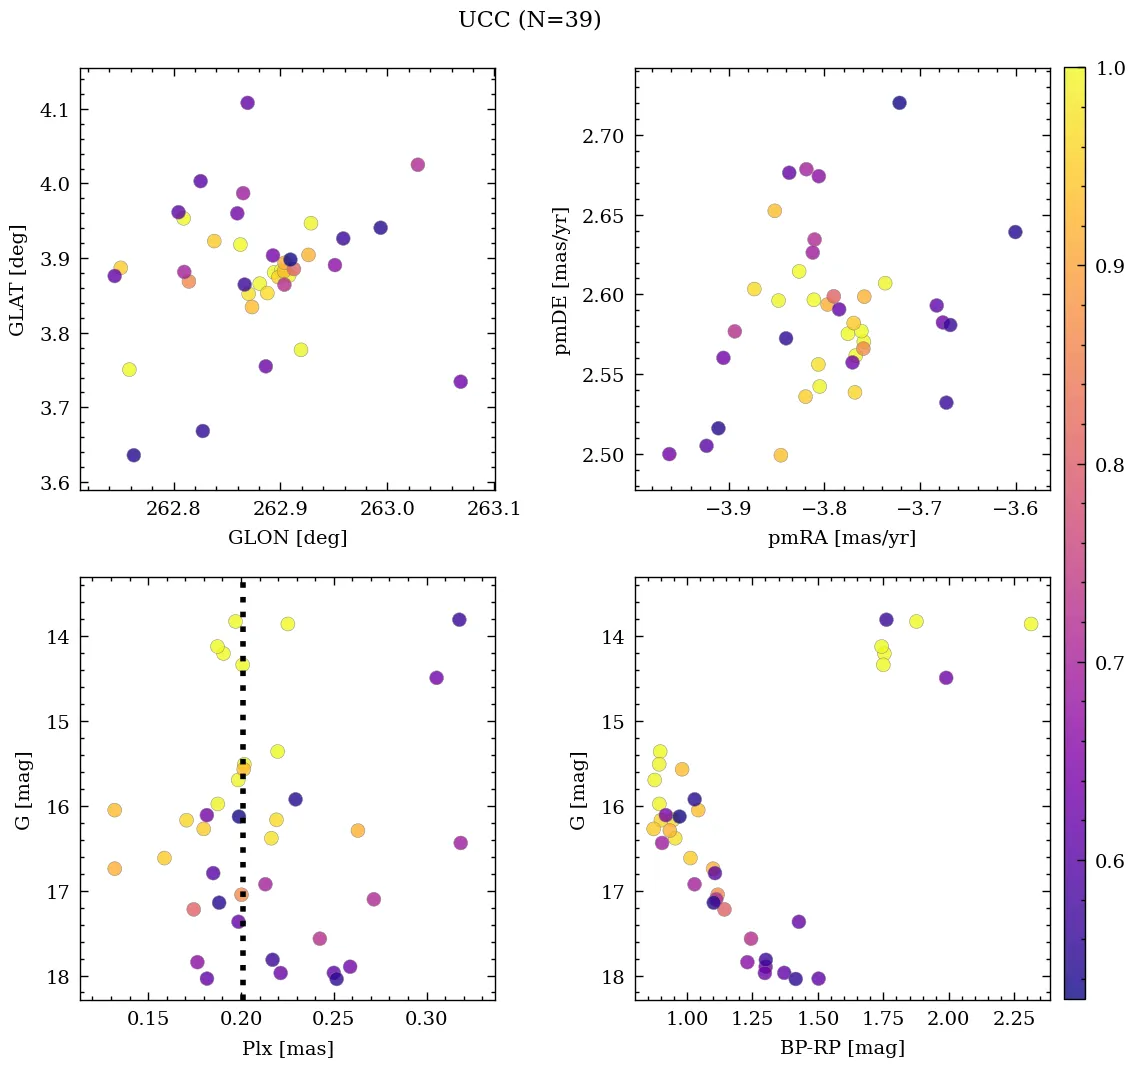 UCC (N=39)
4.1
4.0
3.9
3.8
3.7
3.6
GLAT [deg]
262.8 262.9 263.0 263.1
GLON [deg]
2.70
2.65
2.60
2.55
2.50
pmDE [mas/yr]
−3.9 −3.8 −3.7 −3.6
pmRA [mas/yr]
1.0
0.9
0.8
0.7
0.6
14
15
16
17
18
G [mag]
0.15 0.20 0.25 0.30
Plx [mas]
14
15
16
17
18
G [mag]
1.00 1.25 1.50 1.75 2.00 2.25
BP-RP [mag]